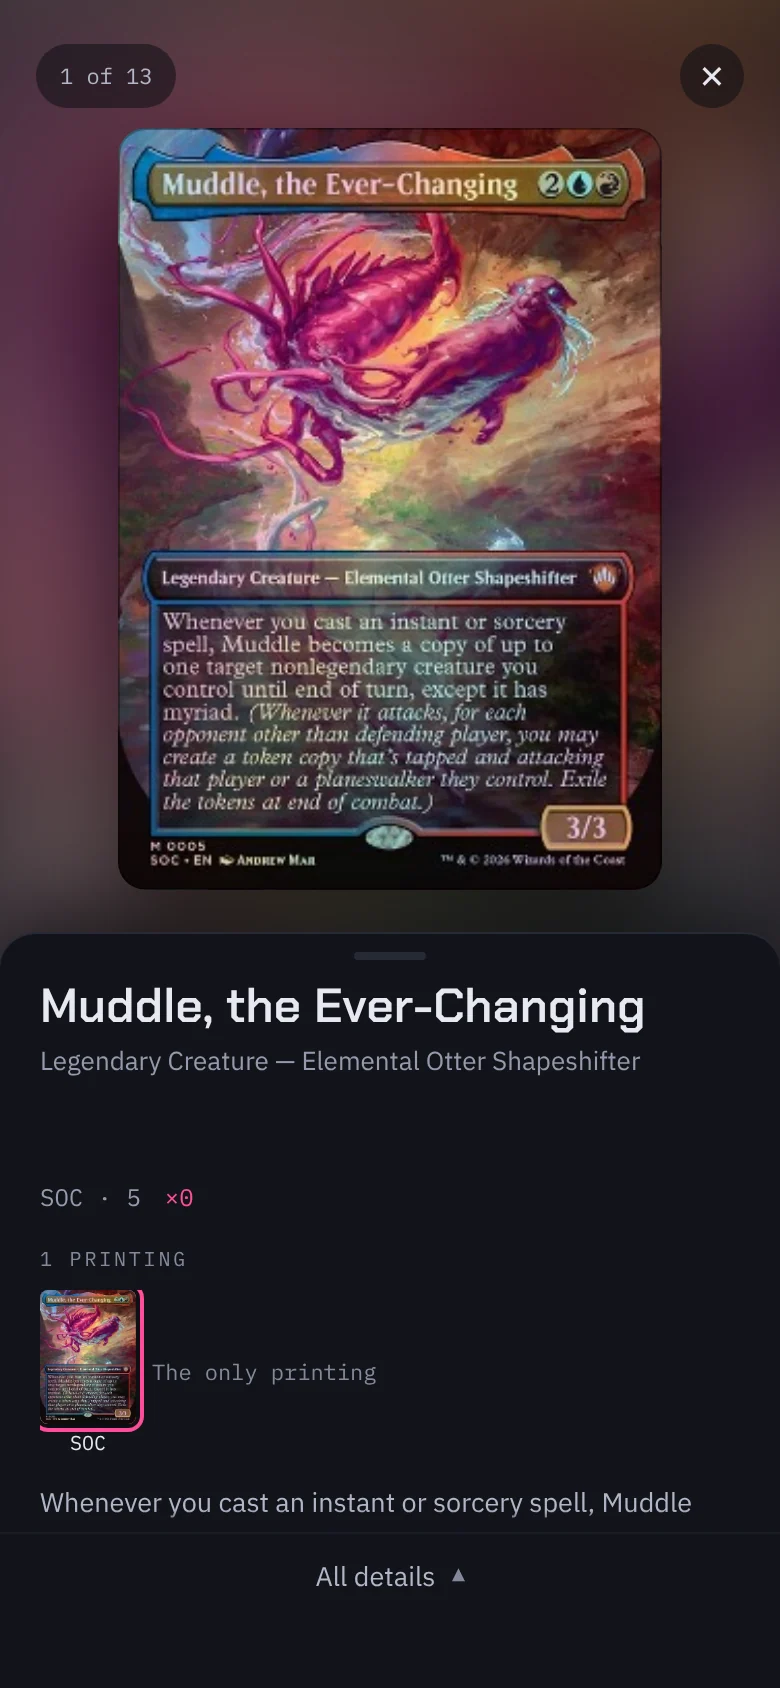 1 of 13
Muddle, the Ever-Changing 2
Legendary Creature — Elemental Otter Shapeshifter
Whenever you cast an instant or sorcery
spell, Muddle becomes a copy of up to
one target nonlegendary creature you
control until end of turn, except it has
myriad. (Whenever it attacks, for each
opponent other than defending player, you may
create a token copy that's tapped and attacking
that player or a planeswalker they control. Exile
the tokens at end of combat.)
3/3
M 0005
SOC • EN Andrew Mar ™ & © 2026 Wizards of the Coast
Muddle, the Ever-Changing
Legendary Creature — Elemental Otter Shapeshifter
SOC · 5 ×0
1 PRINTING
Muddle, the Ever-Changing
The only printing
SOC
Whenever you cast an instant or sorcery spell, Muddle
All details ▲